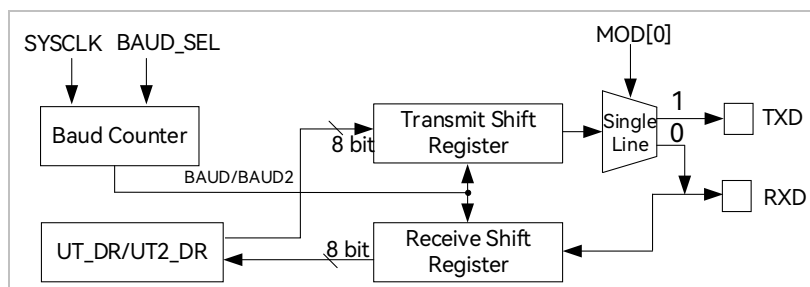 SYSCLK
BAUD_SEL
MOD[0]
Baud Counter
8 bit
Transmit Shift
Register
Single
Line
1
0
TXD
BAUD/BAUD2
RXD
UT_DR/UT2_DR
8 bit
Receive Shift
Register